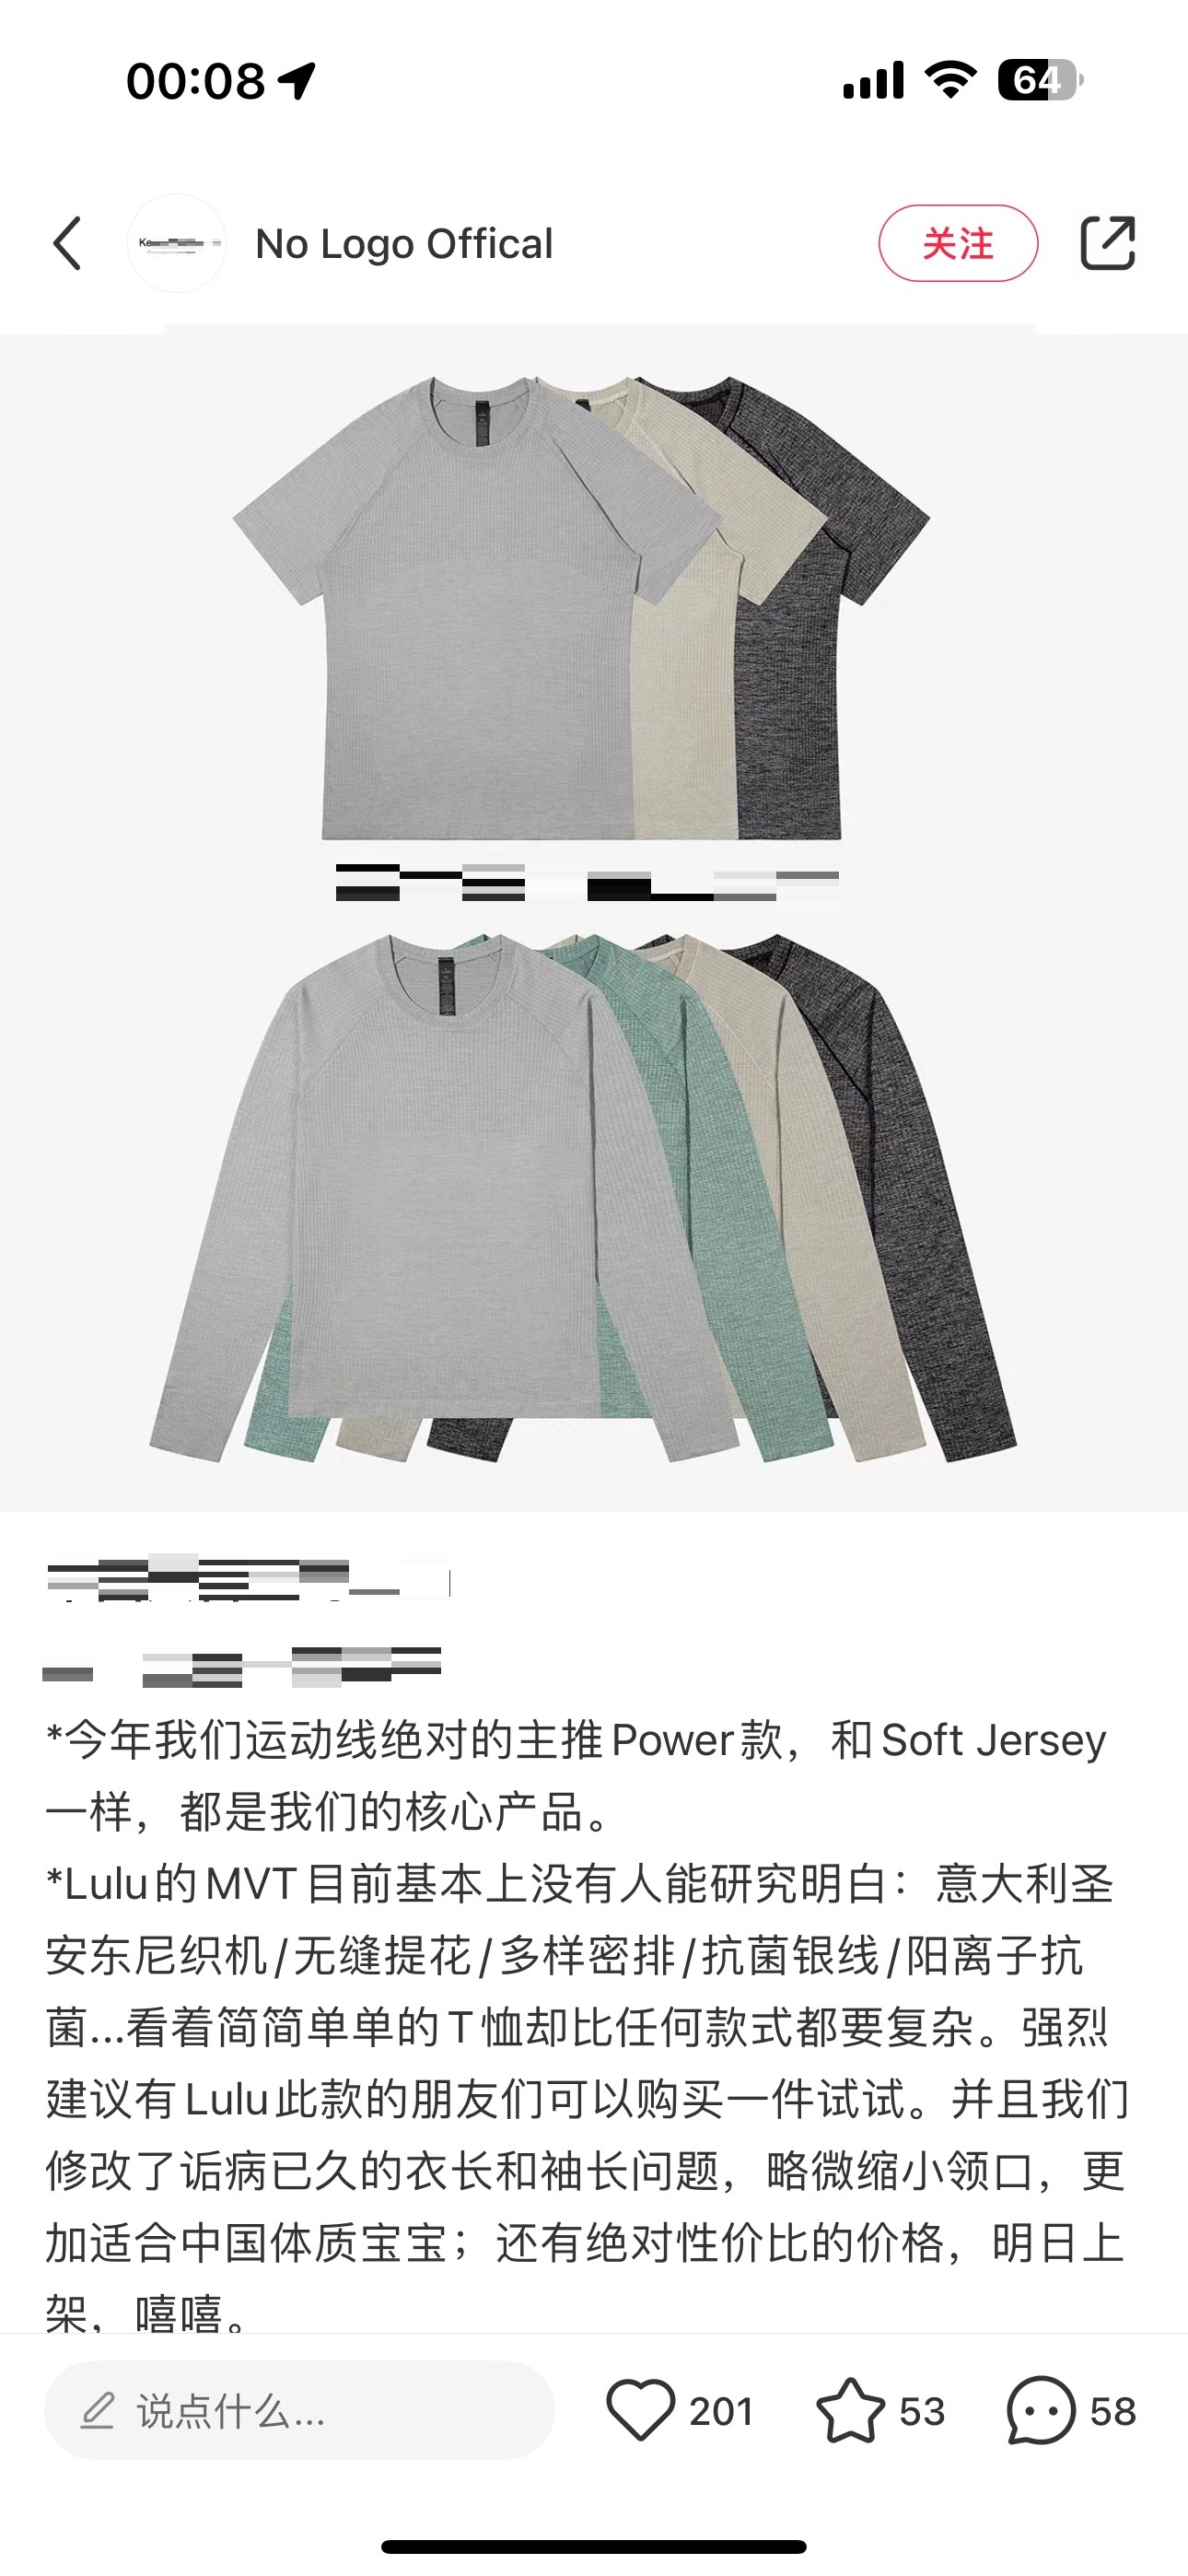 00:08
64
No Logo Offical
关注
*今年我们运动线绝对的主推Power款，和Soft Jersey
一样，都是我们的核心产品。
*Lulu的MVT目前基本上没有人能研究明白：意大利圣
安东尼织机/无缝提花/多样密排/抗菌银线/阳离子抗
菌...看着简简单单的T恤却比任何款式都要复杂。强烈
建议有Lulu此款的朋友们可以购买一件试试。并且我们
修改了诟病已久的衣长和袖长问题，略微缩小领口，更
加适合中国体质宝宝；还有绝对性价比的价格，明日上
架，嘻嘻。
说点什么...
201
53
58